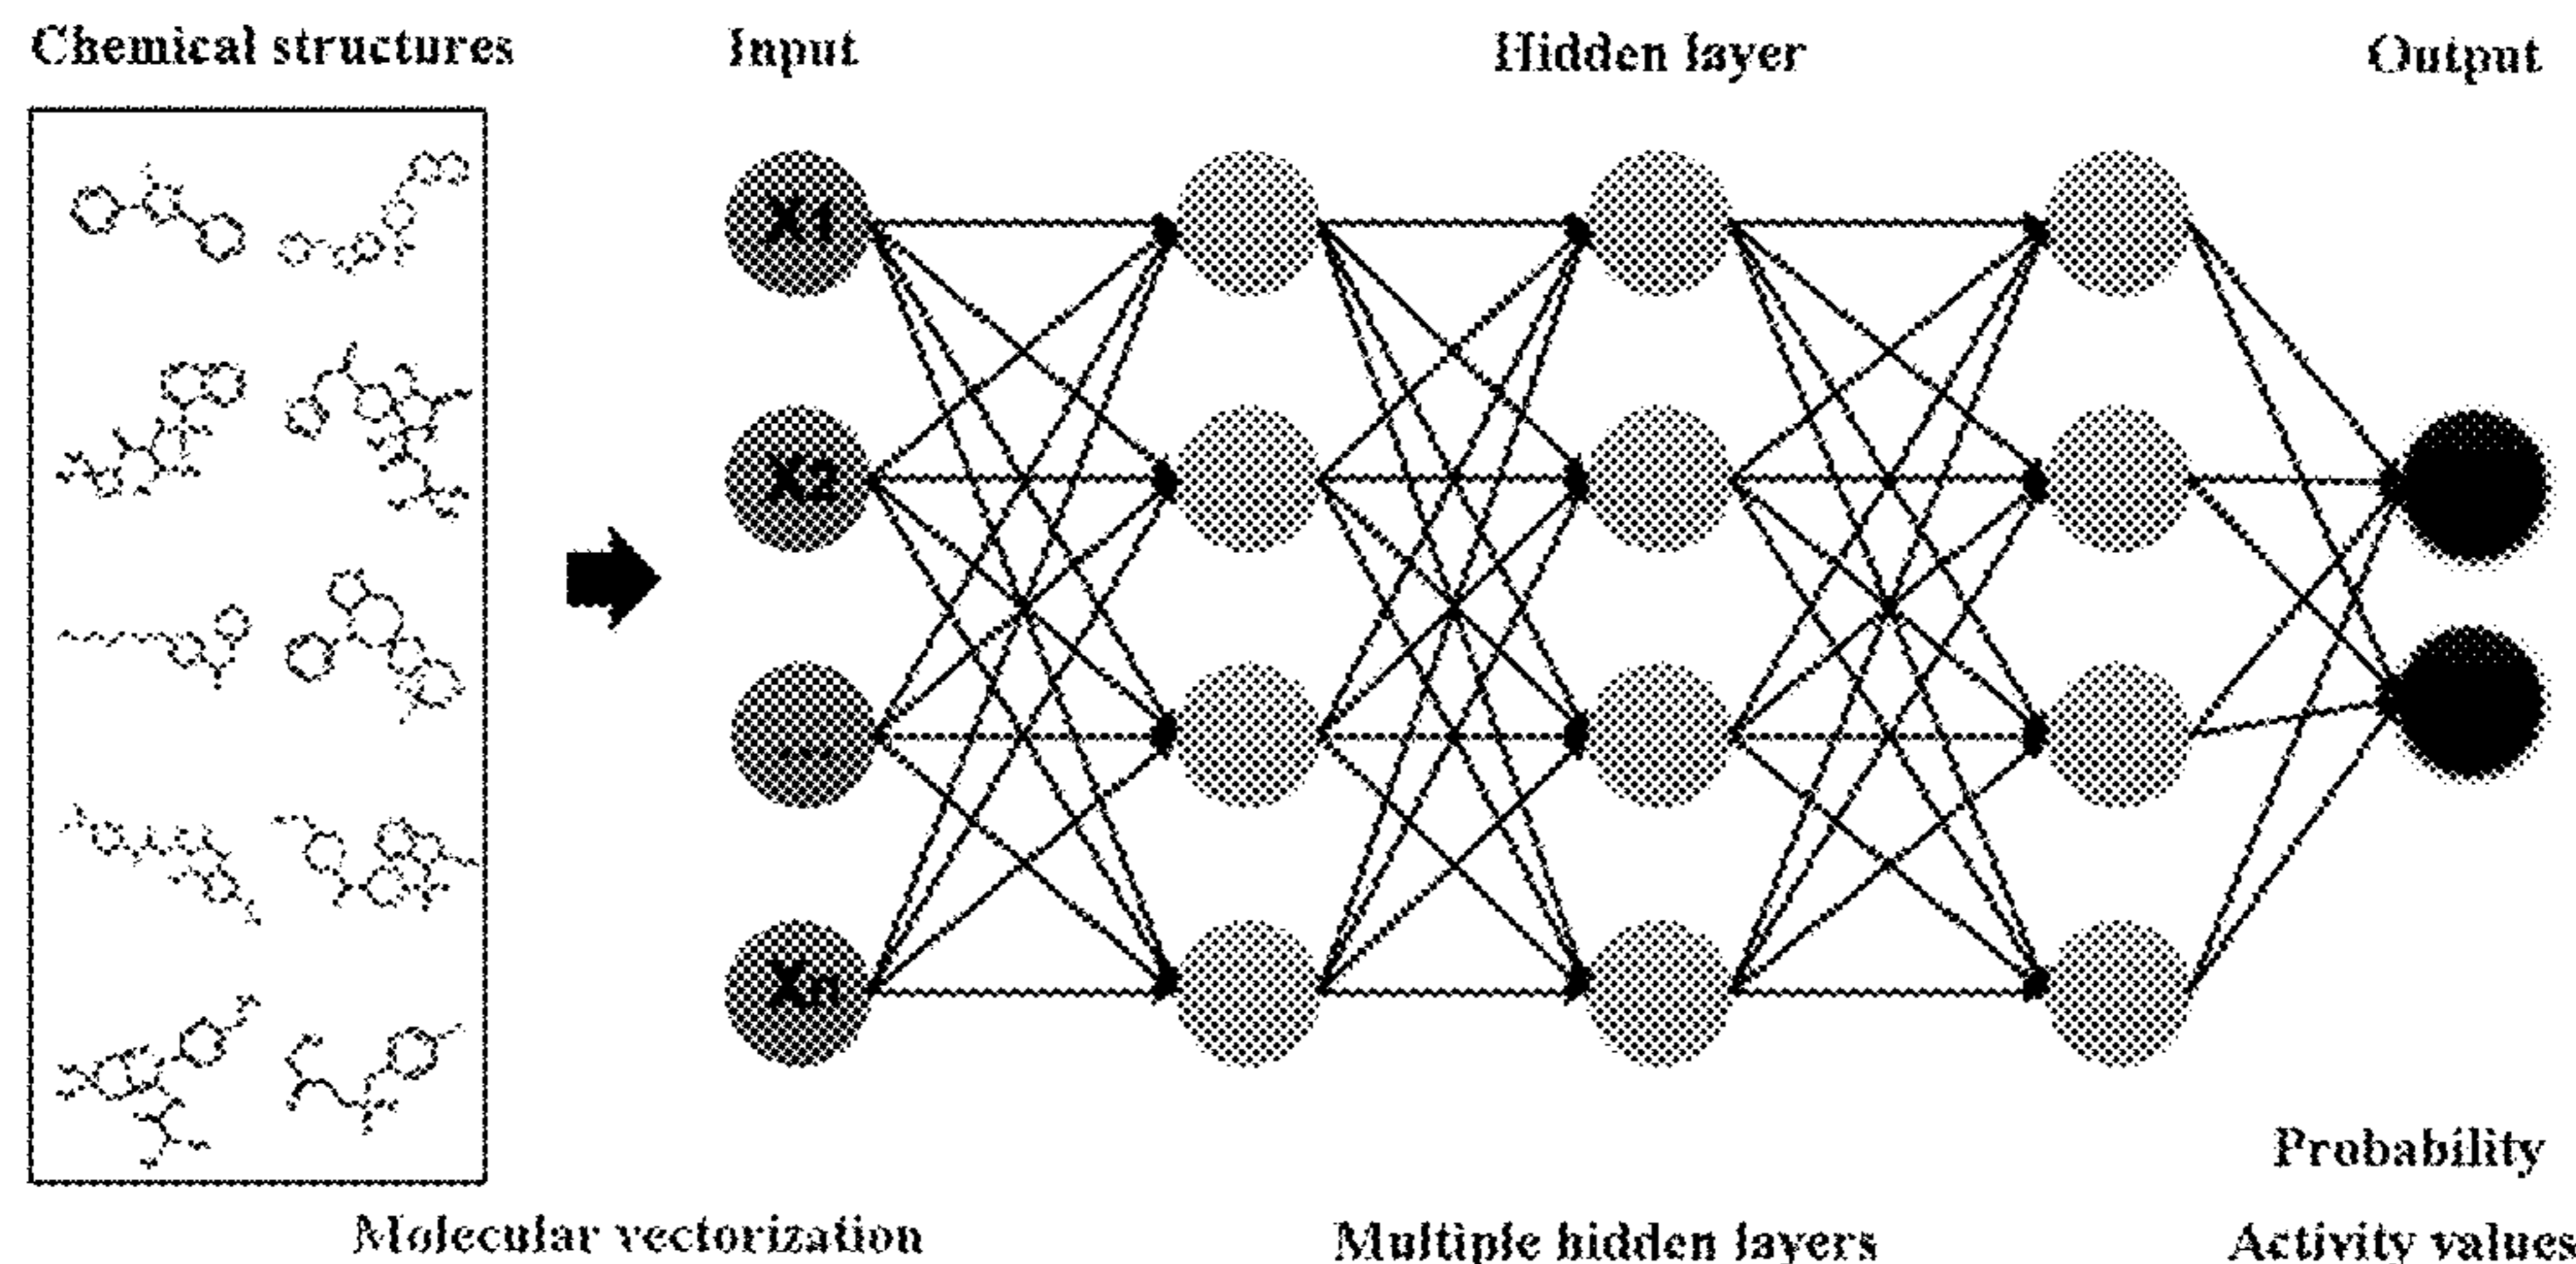 Chemical structures
Input
Hidden layer
Output
X1
X2
...
Xn
Probability
Molecular vectorization
Multiple hidden layers
Activity values